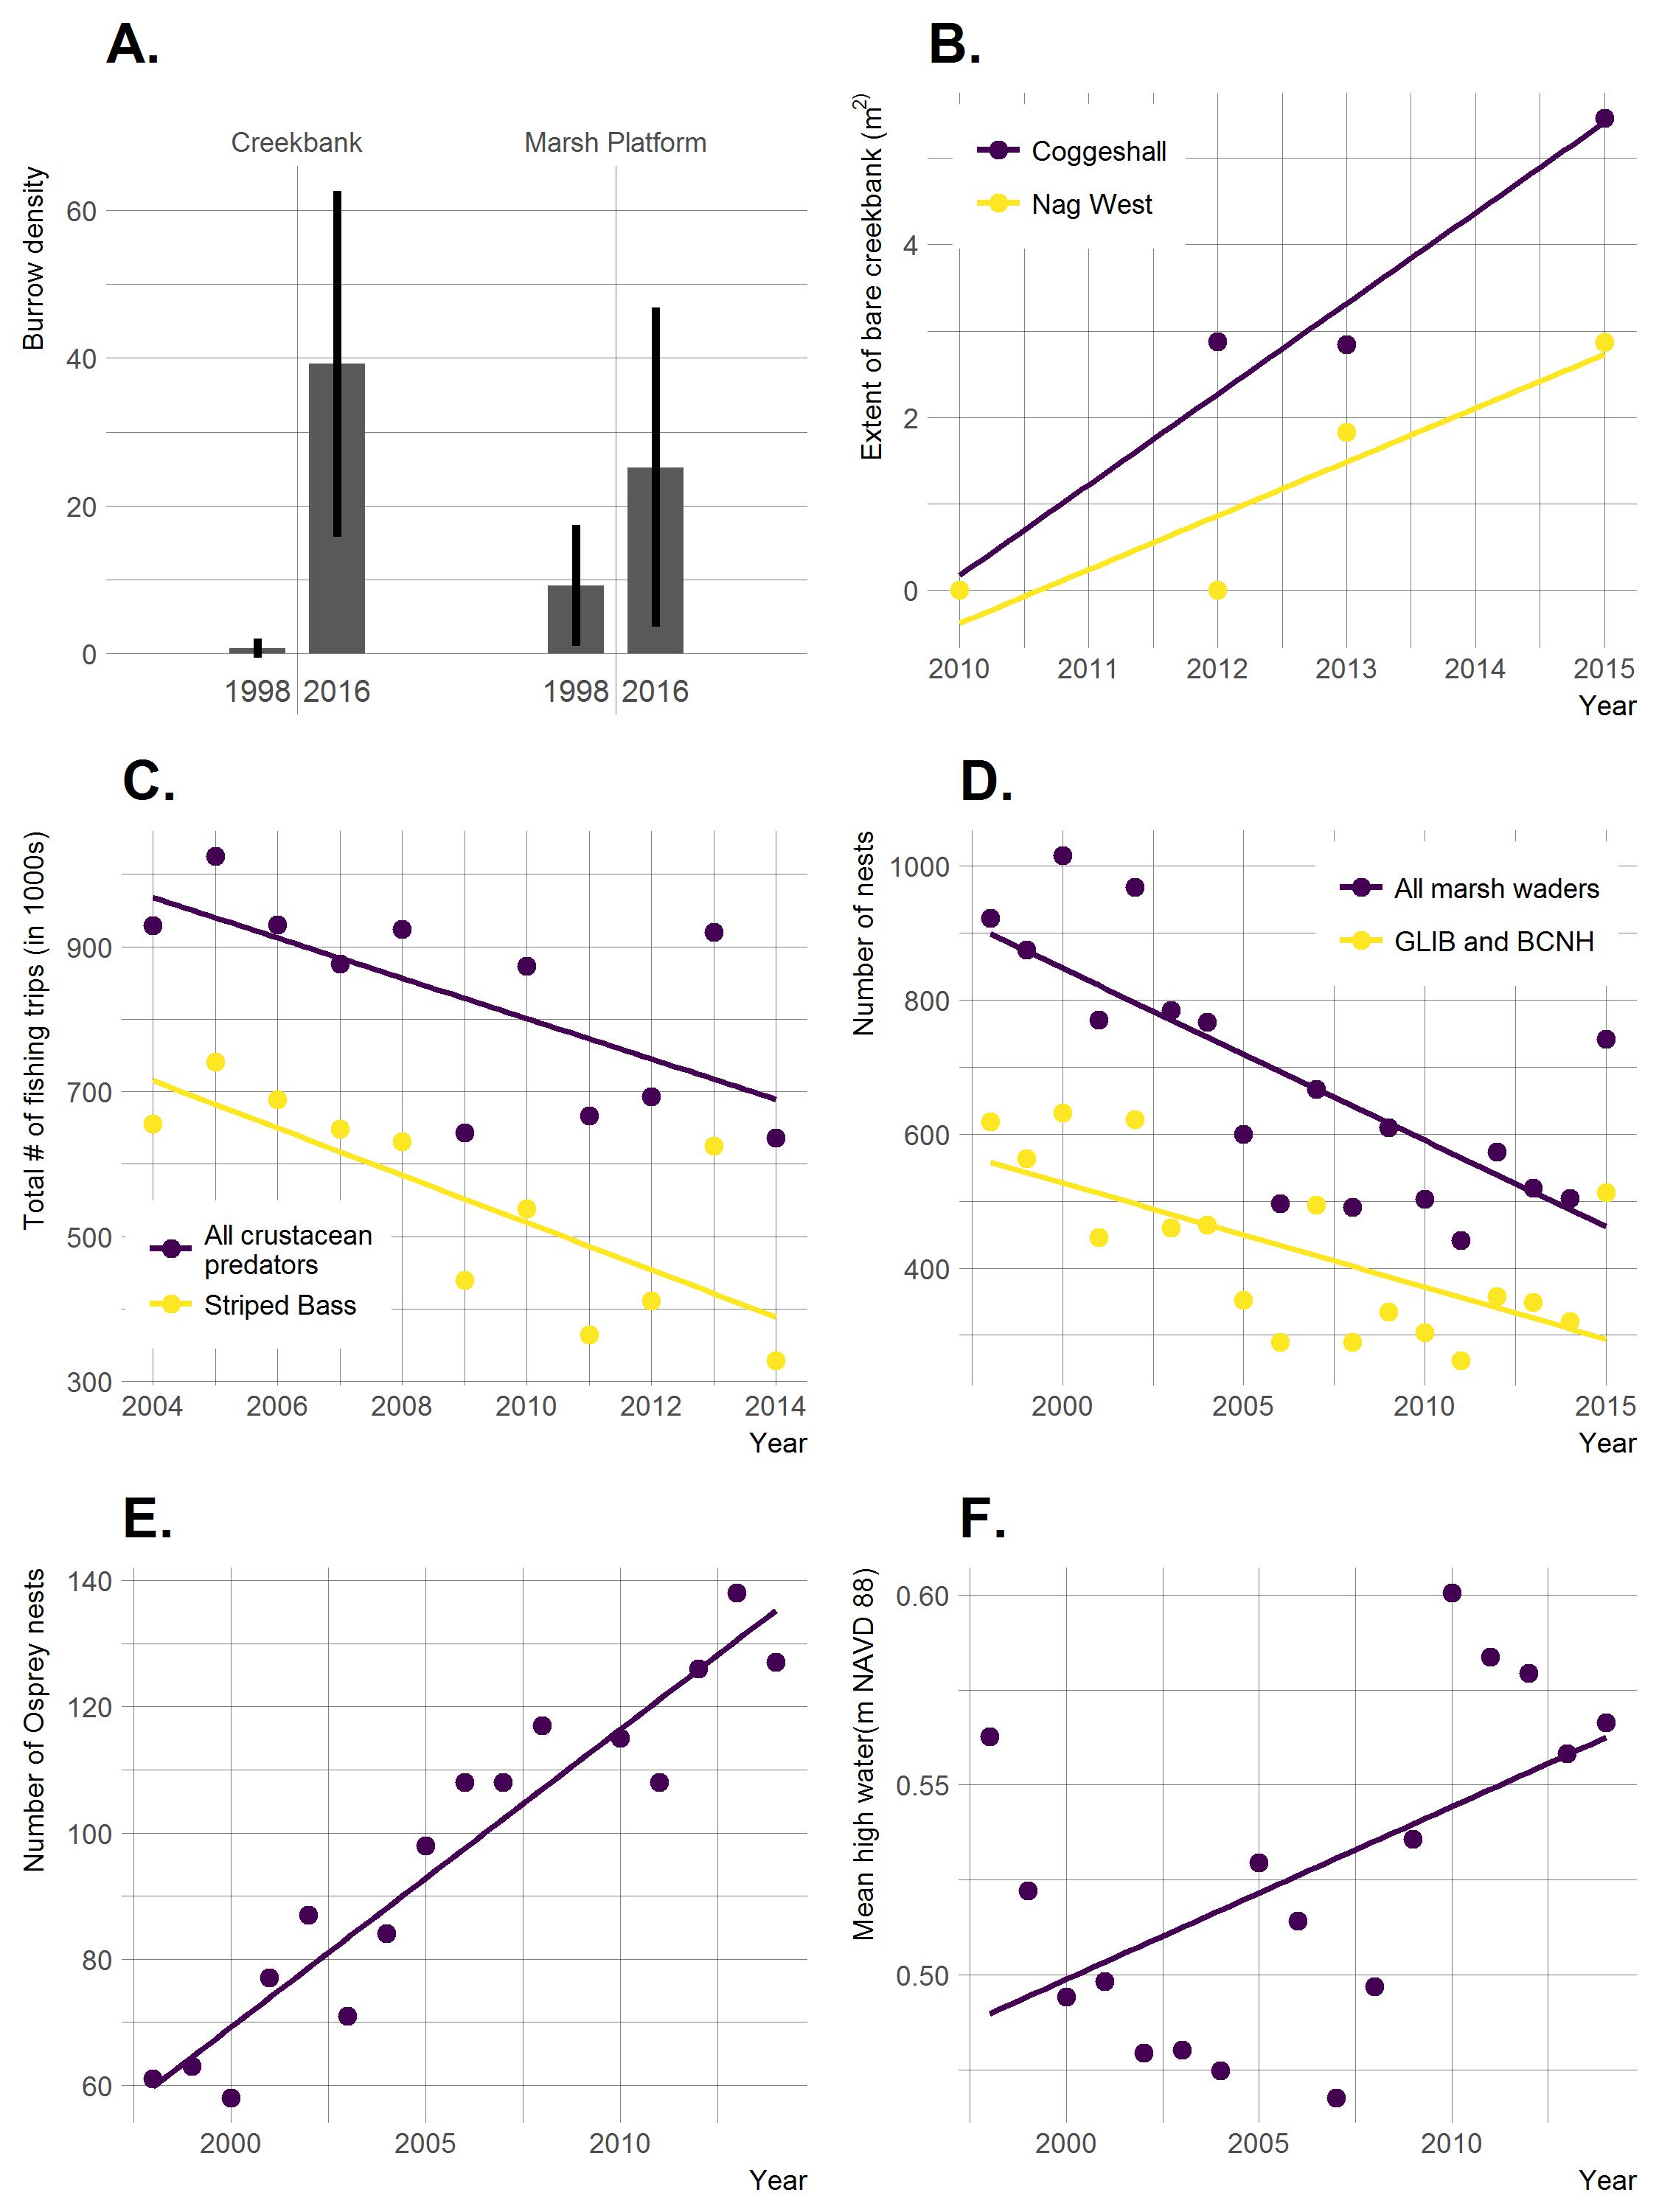 A.
Creekbank Marsh Platform
Burrow density
60
40
20
0
1998 2016 1998 2016
B.
Extent of bare creekbank (m2)
Coggeshall
Nag West
4
2
0
2010 2011 2012 2013 2014 2015
Year
C.
Total # of fishing trips (in 1000s)
900
700
500
300
All crustacean
predators
Striped Bass
2004 2006 2008 2010 2012 2014
Year
D.
Number of nests
1000
800
600
400
All marsh waders
GLIB and BCNH
2000 2005 2010 2015
Year
E.
Number of Osprey nests
140
120
100
80
60
2000 2005 2010
Year
F.
Mean high water(m NAVD 88)
0.60
0.55
0.50
2000 2005 2010
Year